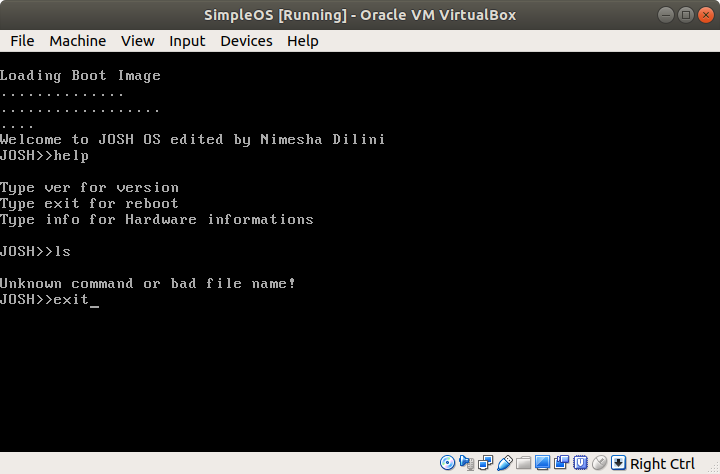 SimpleOS [Running] - Oracle VM VirtualBox
File Machine View Input Devices Help
Loading Boot Image
..............
..................
....
Welcome to JOSH OS edited by Nimesha Dilini
JOSH>>help
Type ver for version
Type exit for reboot
Type info for Hardware informations
JOSH>>ls
Unknown command or bad file name!
JOSH>>exit_
Right Ctrl